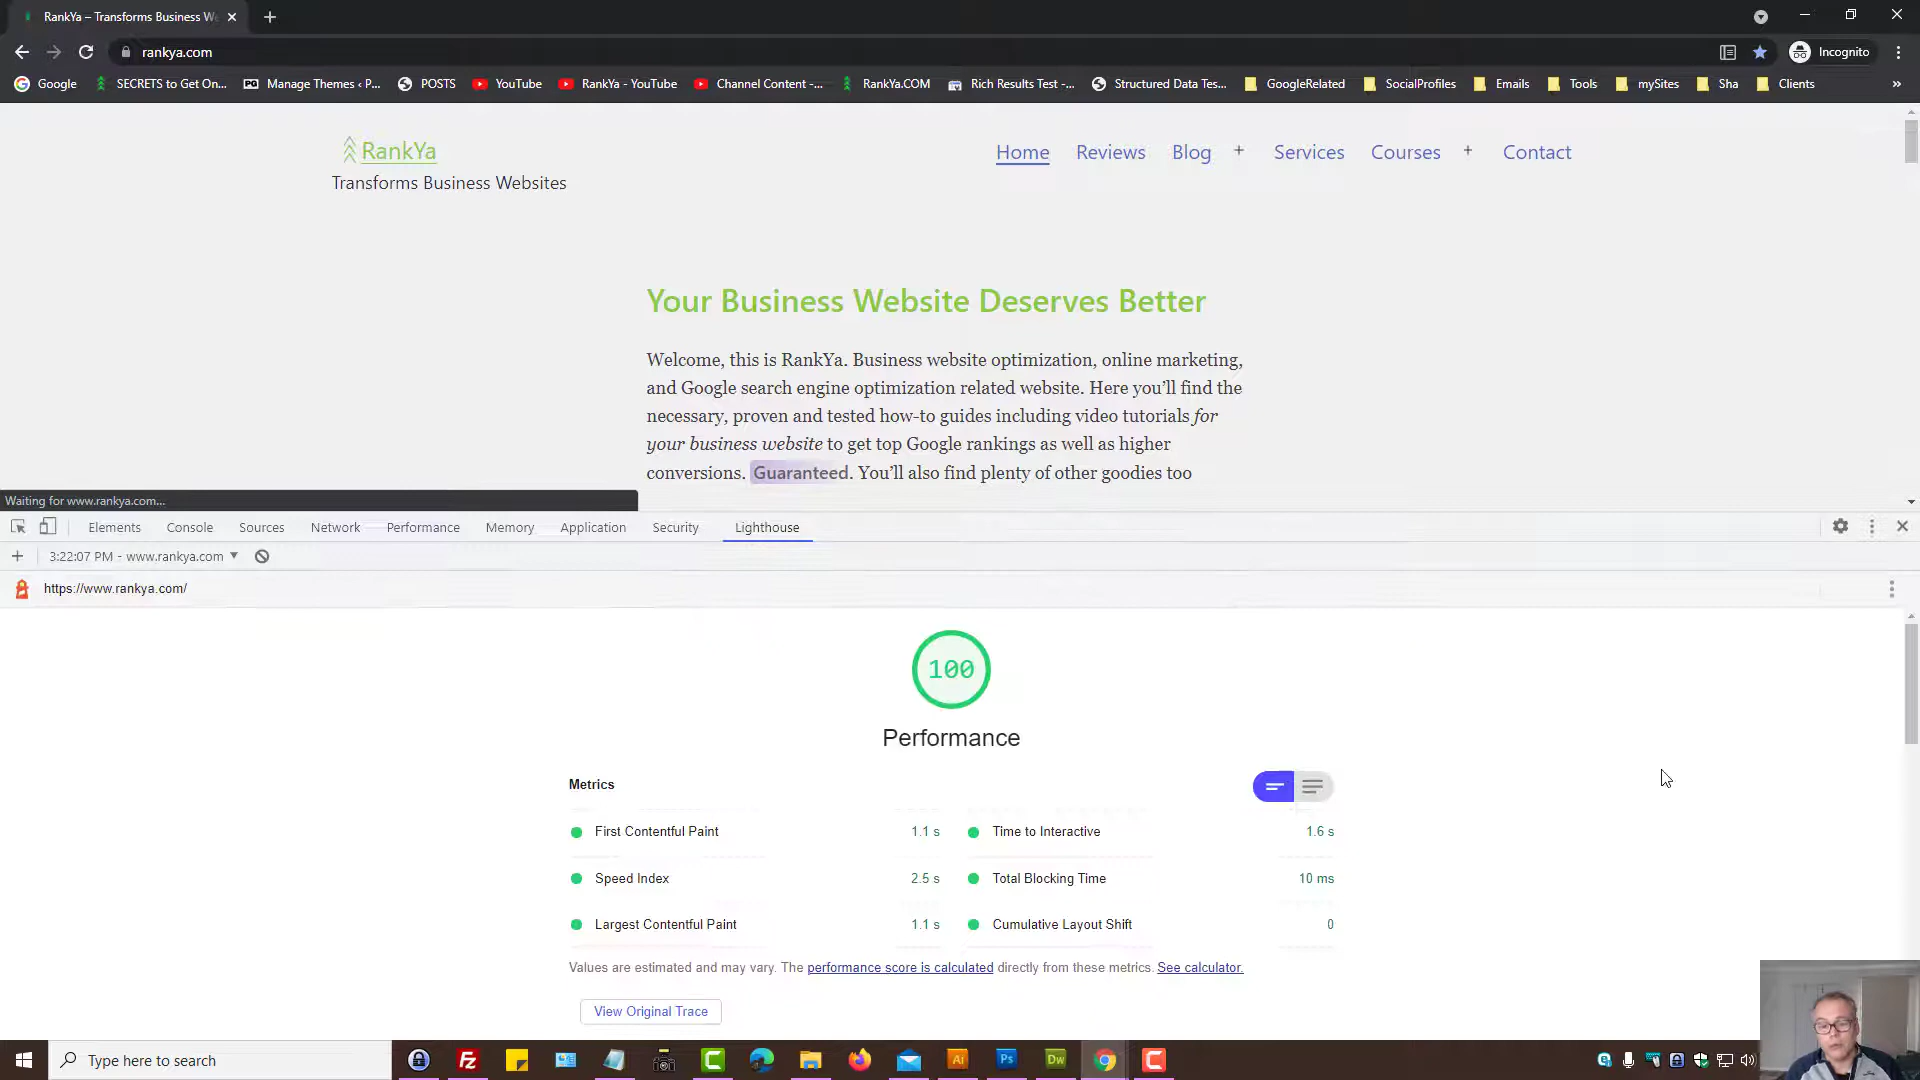 RankYa – Transforms Business We
rankya.com
Incognito
Google
SECRETS to Get On...
Manage Themes ‹ P...
POSTS
YouTube
RankYa - YouTube
Channel Content -...
RankYa.COM
Rich Results Test -...
Structured Data Tes...
GoogleRelated
SocialProfiles
Emails
Tools
mySites
Sha
Clients
»
RankYa
Transforms Business Websites
Home
Reviews
Blog +
Services
Courses +
Contact
Your Business Website Deserves Better
Welcome, this is RankYa. Business website optimization, online marketing,
and Google search engine optimization related website. Here you’ll find the
necessary, proven and tested how-to guides including video tutorials for
your business website to get top Google rankings as well as higher
conversions. Guaranteed. You’ll also find plenty of other goodies too
Waiting for www.rankya.com...
Elements
Console
Sources
Network
Performance
Memory
Application
Security
Lighthouse
3:22:07 PM - www.rankya.com
https://www.rankya.com/
100
Performance
Metrics
First Contentful Paint 1.1 s
Time to Interactive 1.6 s
Speed Index 2.5 s
Total Blocking Time 10 ms
Largest Contentful Paint 1.1 s
Cumulative Layout Shift 0
Values are estimated and may vary. The performance score is calculated directly from these metrics. See calculator.
View Original Trace
Type here to search
Fz
C
Ai
Ps
Dw
C